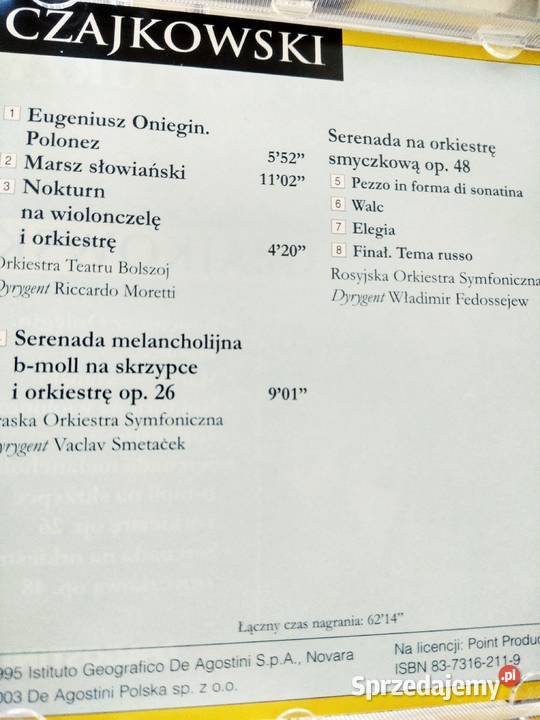 CZAJKOWSKI
1 Eugeniusz Oniegin.
Polonez 5'52"
2 Marsz słowiański 11'02"
3 Nokturn
na wiolonczelę
i orkiestrę 4'20"
Orkiestra Teatru Bolszoj
Dyrygent Riccardo Moretti
Serenada melancholijna
b-moll na skrzypce
i orkiestrę op. 26 9'01"
raska Orkiestra Symfoniczna
yrygent Vaclav Smetaček
Serenada na orkiestrę
smyczkową op. 48
5 Pezzo in forma di sonatina
6 Walc
7 Elegia
8 Finał. Tema russo
Rosyjska Orkiestra Symfoniczna
Dyrygent Władimir Fedossejew
Łączny czas nagrania: 62'14"
995 Istituto Geografico De Agostini S.p.A., Novara
003 De Agostini Polska sp. z o.o.
Na licencji: Point Produc
ISBN 83-7316-211-9
Sprzedajemy.pl